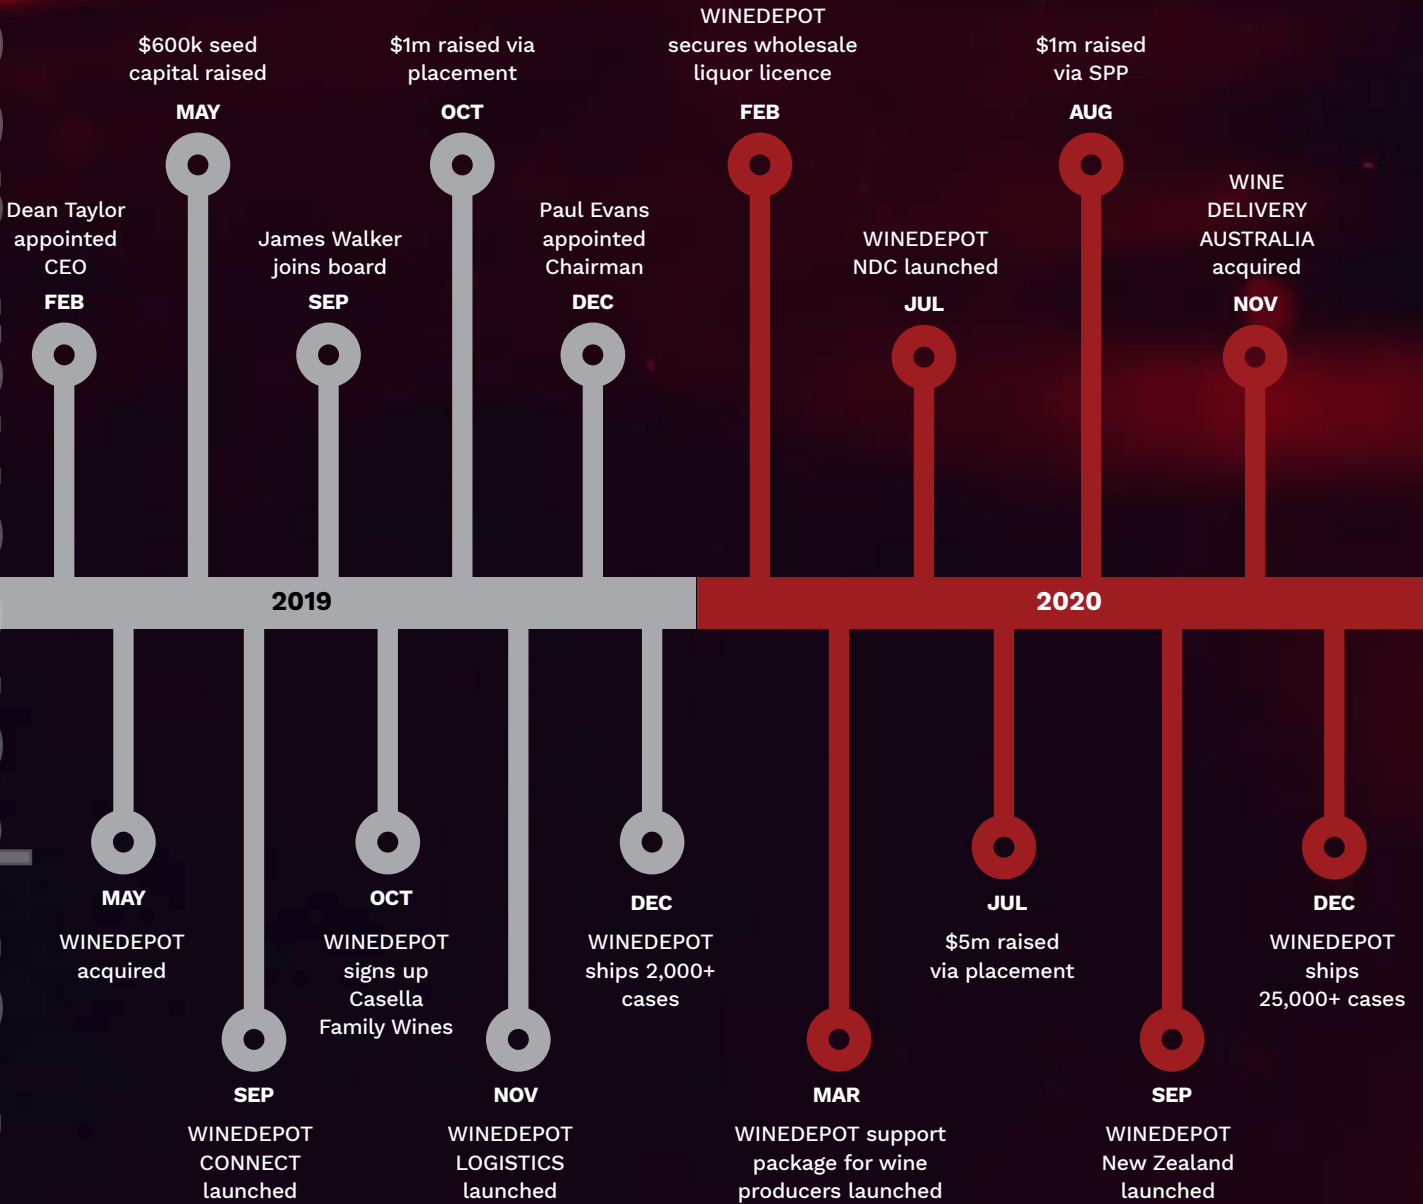 $600k seed
capital raised
MAY
$1m raised via
placement
OCT
WINEDEPOT
secures wholesale
liquor licence
FEB
$1m raised
via SPP
AUG
Dean Taylor
appointed
CEO
FEB
James Walker
joins board
SEP
Paul Evans
appointed
Chairman
DEC
WINEDEPOT
NDC launched
JUL
WINE
DELIVERY
AUSTRALIA
acquired
NOV
2019
2020
MAY
WINEDEPOT
acquired
OCT
WINEDEPOT
signs up
Casella
Family Wines
DEC
WINEDEPOT
ships 2,000+
cases
JUL
$5m raised
via placement
DEC
WINEDEPOT
ships
25,000+ cases
SEP
WINEDEPOT
CONNECT
launched
NOV
WINEDEPOT
LOGISTICS
launched
MAR
WINEDEPOT support
package for wine
producers launched
SEP
WINEDEPOT
New Zealand
launched